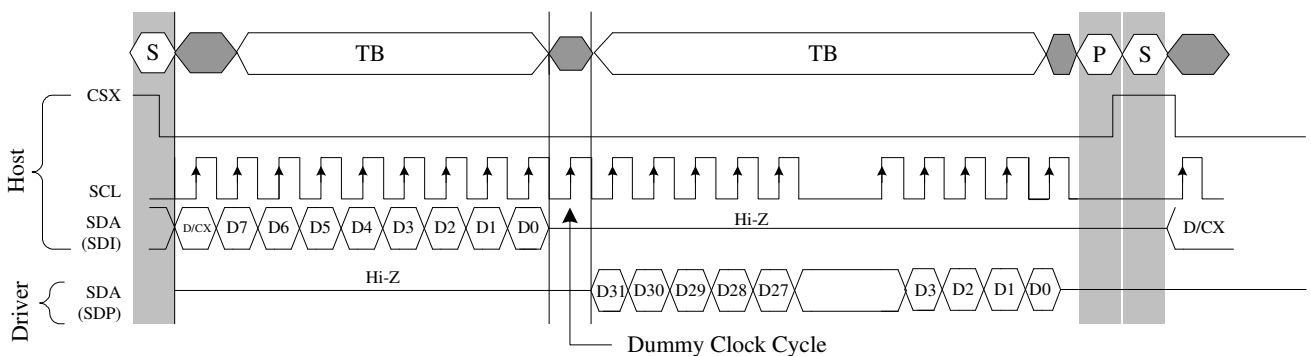 S TB TB P S
CSX
Host
SCL
SDA
(SDI)
D/CX D7 D6 D5 D4 D3 D2 D1 D0 Hi-Z D/CX
Driver
SDA
(SDP)
Hi-Z D31 D30 D29 D28 D27 D3 D2 D1 D0
Dummy Clock Cycle